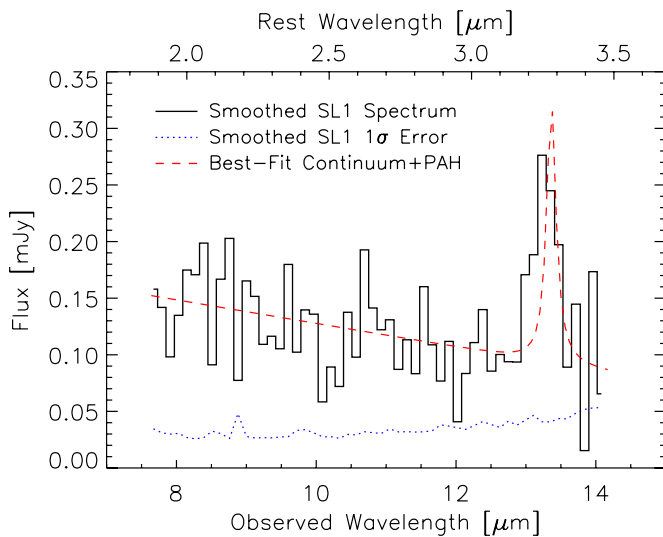 Rest Wavelength [μm]
2.0 2.5 3.0 3.5
0.35
0.30
0.25
0.20
0.15
0.10
0.05
0.00
Flux [mJy]
Smoothed SL1 Spectrum
Smoothed SL1 1σ Error
Best-Fit Continuum+PAH
8 10 12 14
Observed Wavelength [μm]